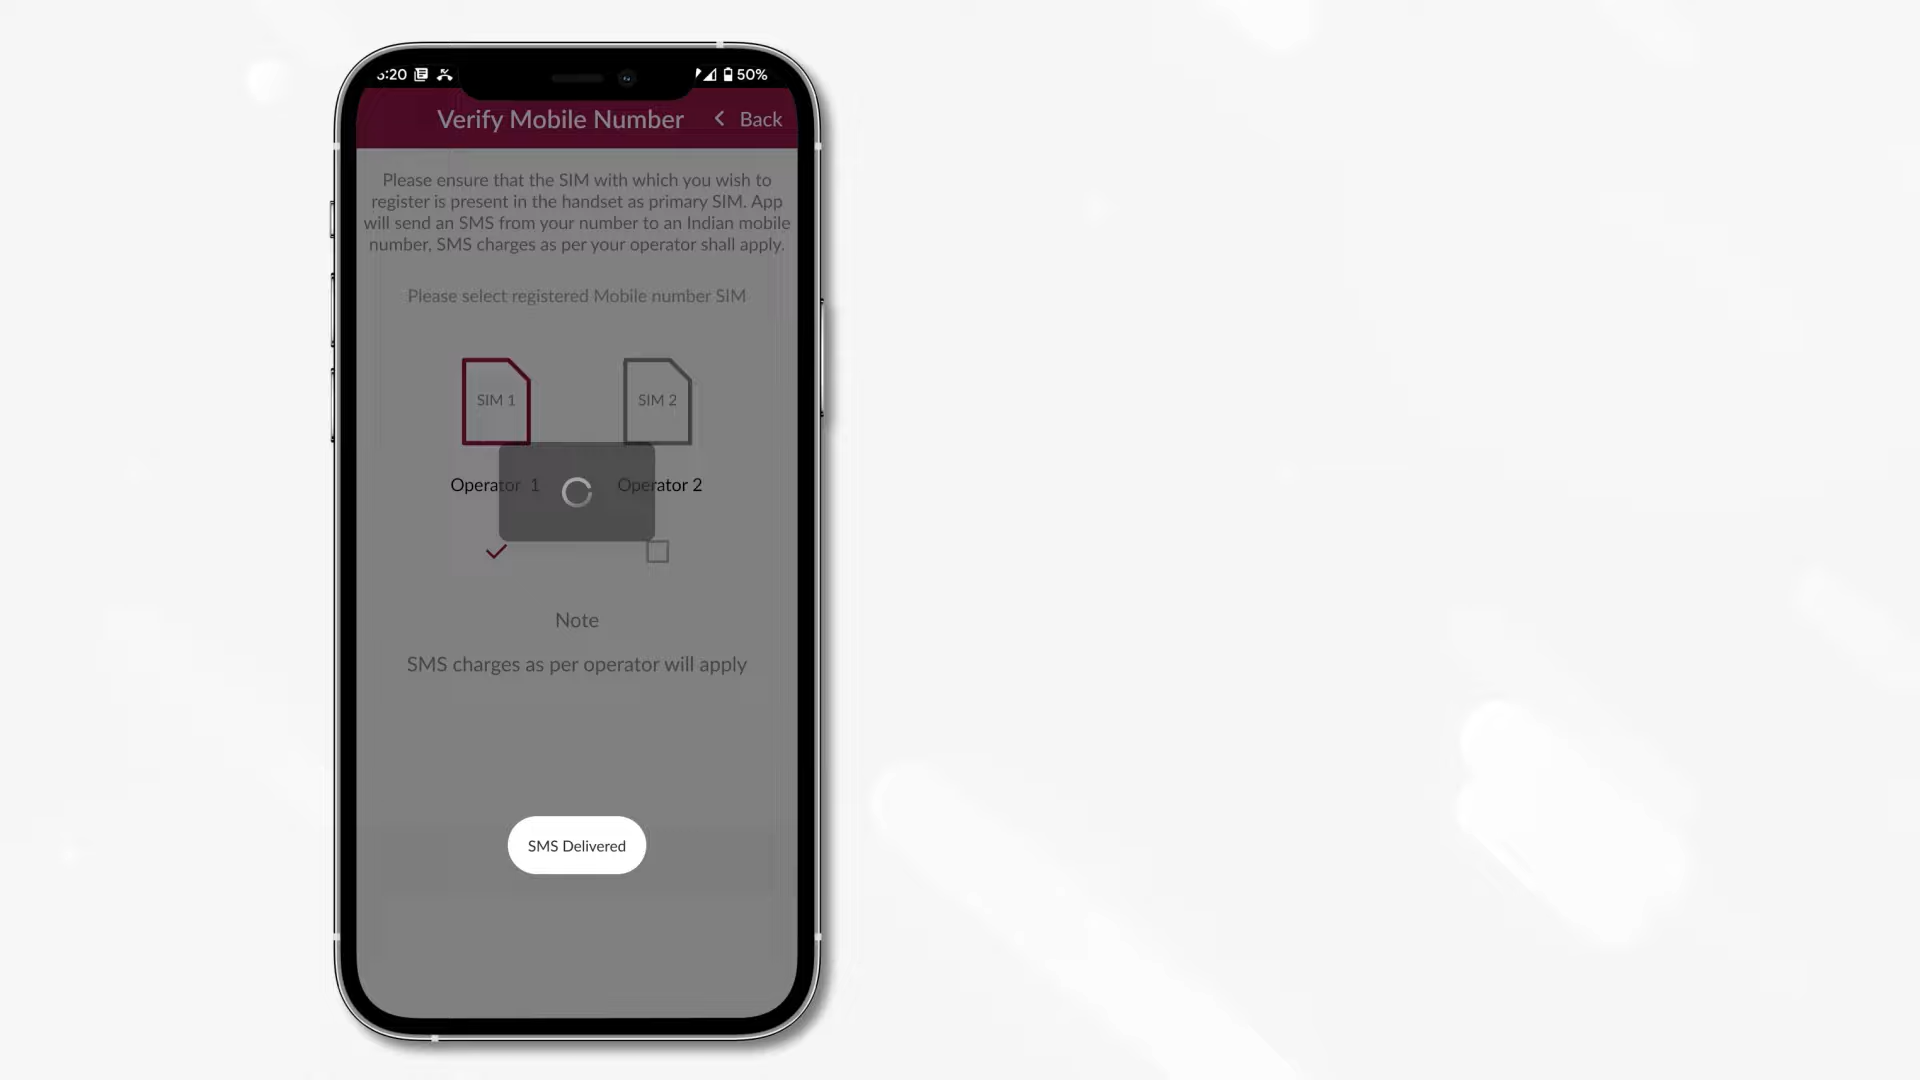 :20 50%
Verify Mobile Number < Back
Please ensure that the SIM with which you wish to
register is present in the handset as primary SIM. App
will send an SMS from your number to an Indian mobile
number, SMS charges as per your operator shall apply.
Please select registered Mobile number SIM
SIM 1 SIM 2
Operator 1 Operator 2
Note
SMS charges as per operator will apply
SMS Delivered